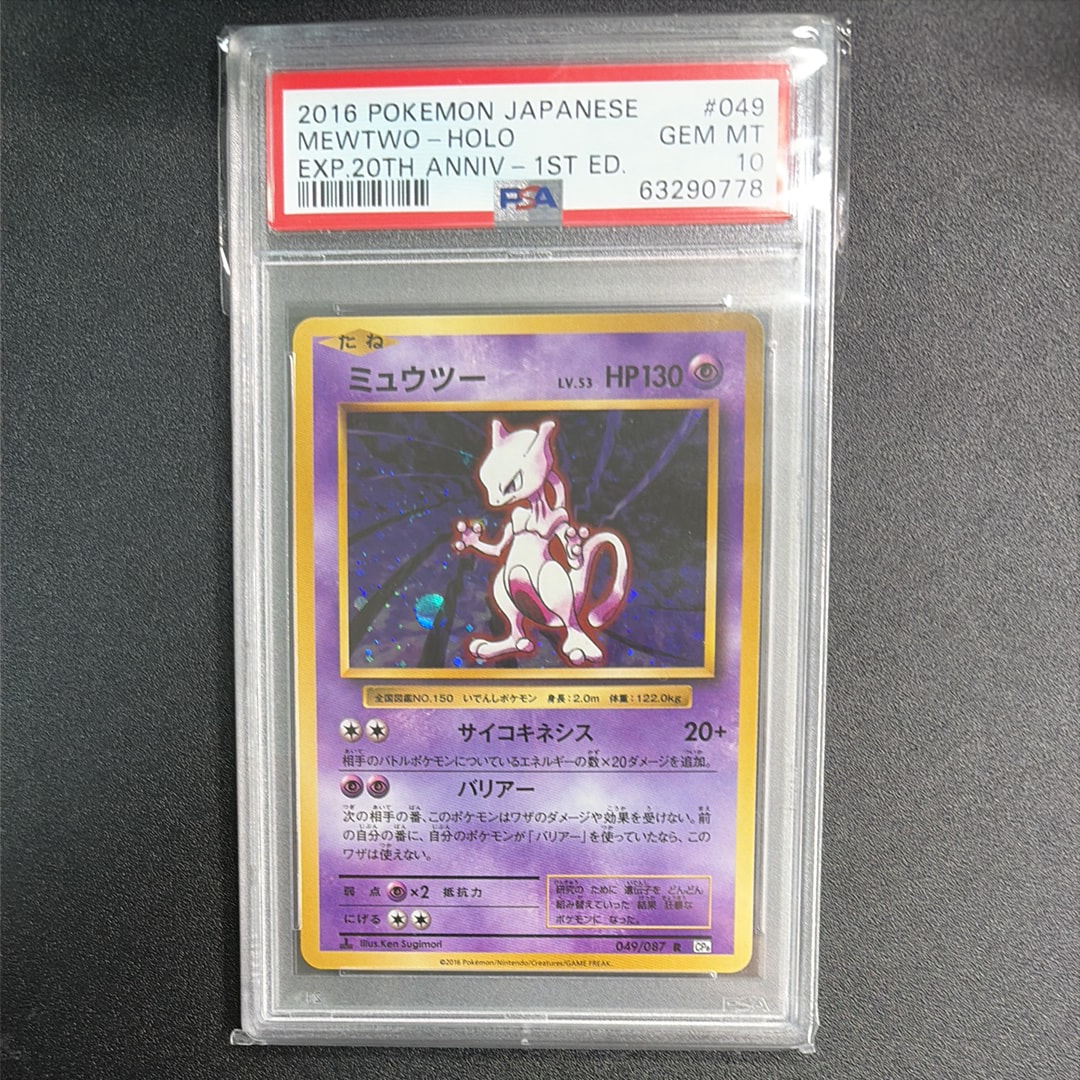 2016 POKEMON JAPANESE #049
MEWTWO - HOLO GEM MT
EXP.20TH ANNIV - 1ST ED. 10
PSA 63290778
たね
ミュウツー LV.53 HP130
全国図鑑NO.150 いでんしポケモン 身長:2.0m 体重:122.0kg
サイコキネシス 20+
相手のバトルポケモンについているエネルギーの数×20ダメージを追加。
バリアー
次の相手の番、このポケモンはワザのダメージや効果を受けない。前
の自分の番に、自分のポケモンが「バリアー」を使っていたなら、この
ワザは使えない。
弱点 ×2 抵抗力
にげる
研究の ために 遺伝子を どんどん
組み替えていった 結果 狂暴な
ポケモンに なった。
Illus.Ken Sugimori 049/087 R CP6
©2016 Pokémon/Nintendo/Creatures/GAME FREAK.
PSA